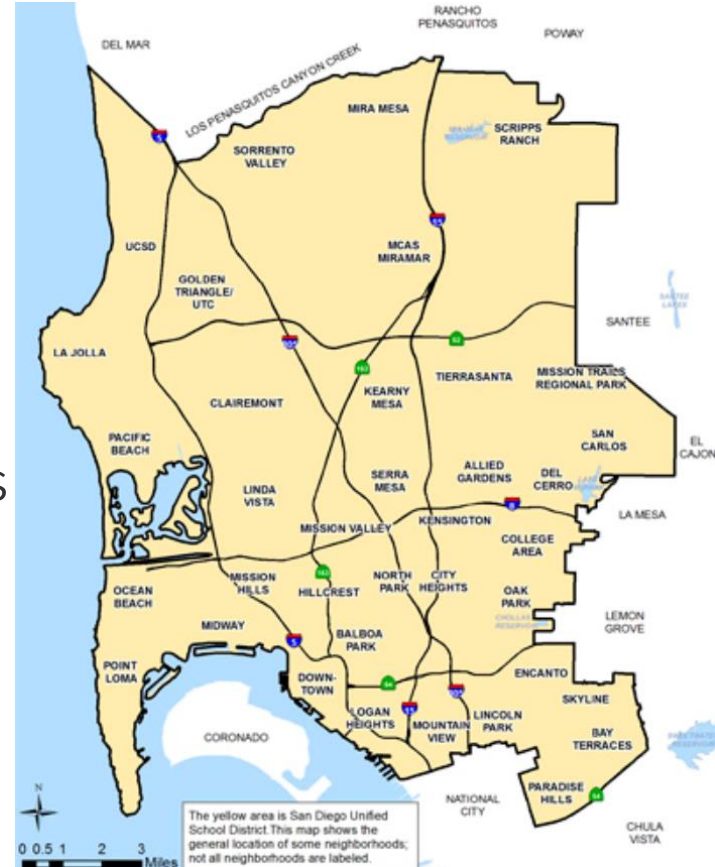 RANCHO
PENASQUITOS
POWAY
DEL MAR
LOS PENASQUITOS CANYON CREEK
MIRA MESA
SCRIPPS
RANCH
5
SORRENTO
VALLEY
15
UCSD
MCAS
MIRAMAR
GOLDEN
TRIANGLE/
UTC
SANTEE
LA JOLLA
805
52
163
TIERRASANTA
MISSION TRAILS
REGIONAL PARK
KEARNY
MESA
CLAIREMONT
PACIFIC
BEACH
SAN
CARLOS
EL
CAJON
S
LINDA
VISTA
SERRA
MESA
ALLIED
GARDENS
DEL
CERRO
LA MESA
8
MISSION VALLEY
KENSINGTON
COLLEGE
AREA
OCEAN
BEACH
MISSION
HILLS
163
HILLCREST
NORTH
PARK
CITY
HEIGHTS
OAK
PARK
LEMON
GROVE
MIDWAY
5
BALBOA
PARK
POINT
LOMA
DOWN-
TOWN
94
ENCANTO
SKYLINE
LOGAN
HEIGHTS
15
805
MOUNTAIN
VIEW
LINCOLN
PARK
BAY
TERRACES
CORONADO
PARADISE
HILLS
54
NATIONAL
CITY
CHULA
VISTA
N
0 0.5 1 2 3
Miles
The yellow area is San Diego Unified
School District.This map shows the
general location of some neighborhoods;
not all neighborhoods are labeled.